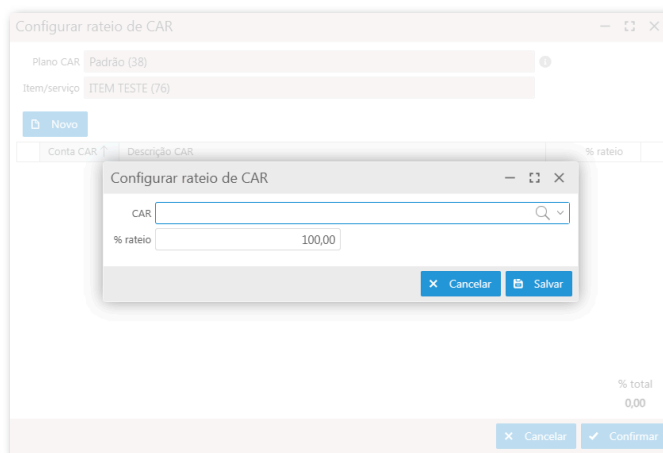 Configurar rateio de CAR
Plano CAR Padrão (38)
Item/serviço ITEM TESTE (76)
Novo
Conta CAR ↑ Descrição CAR % rateio
Configurar rateio de CAR
CAR
% rateio 100,00
Cancelar Salvar
% total
0,00
Cancelar Confirmar